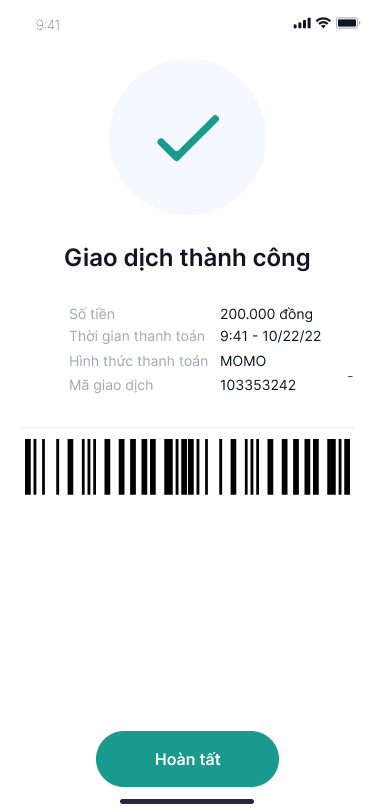 9:41
Giao dịch thành công
Số tiền 200.000 đồng
Thời gian thanh toán 9:41 - 10/22/22
Hình thức thanh toán MOMO
-
Mã giao dịch 103353242
Hoàn tất